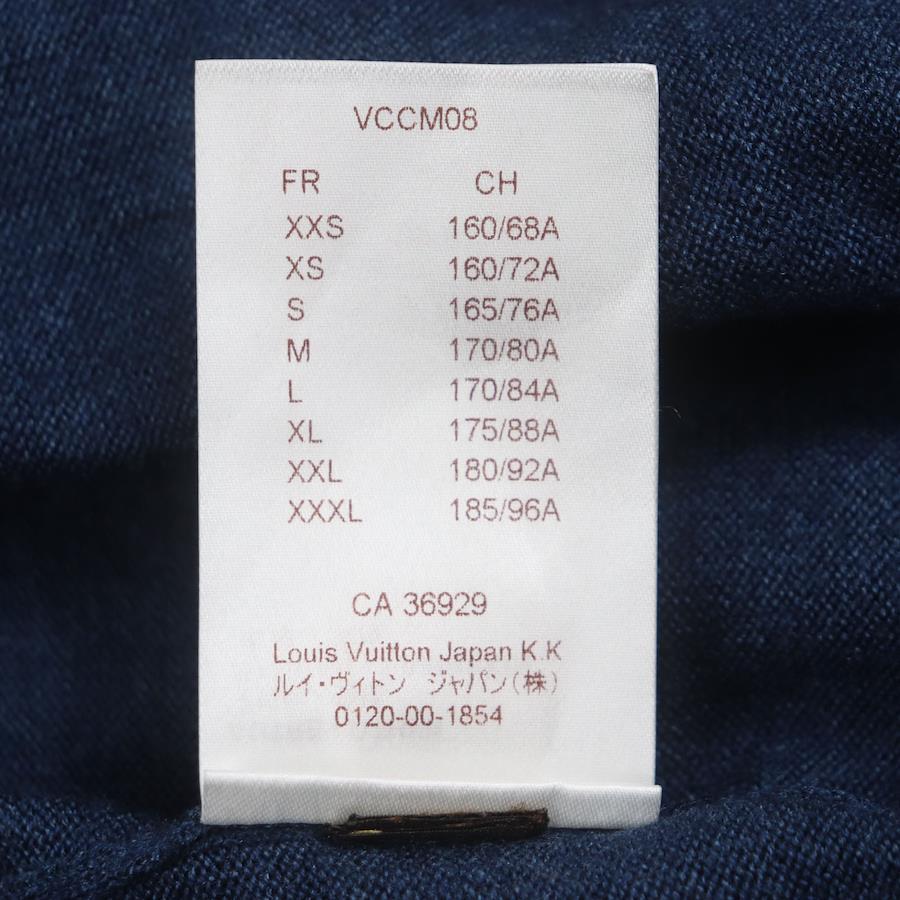 VCCM08
FR CH
XXS 160/68A
XS 160/72A
S 165/76A
M 170/80A
L 170/84A
XL 175/88A
XXL 180/92A
XXXL 185/96A
CA 36929
Louis Vuitton Japan K.K
ルイ・ヴィトン ジャパン(株)
0120-00-1854